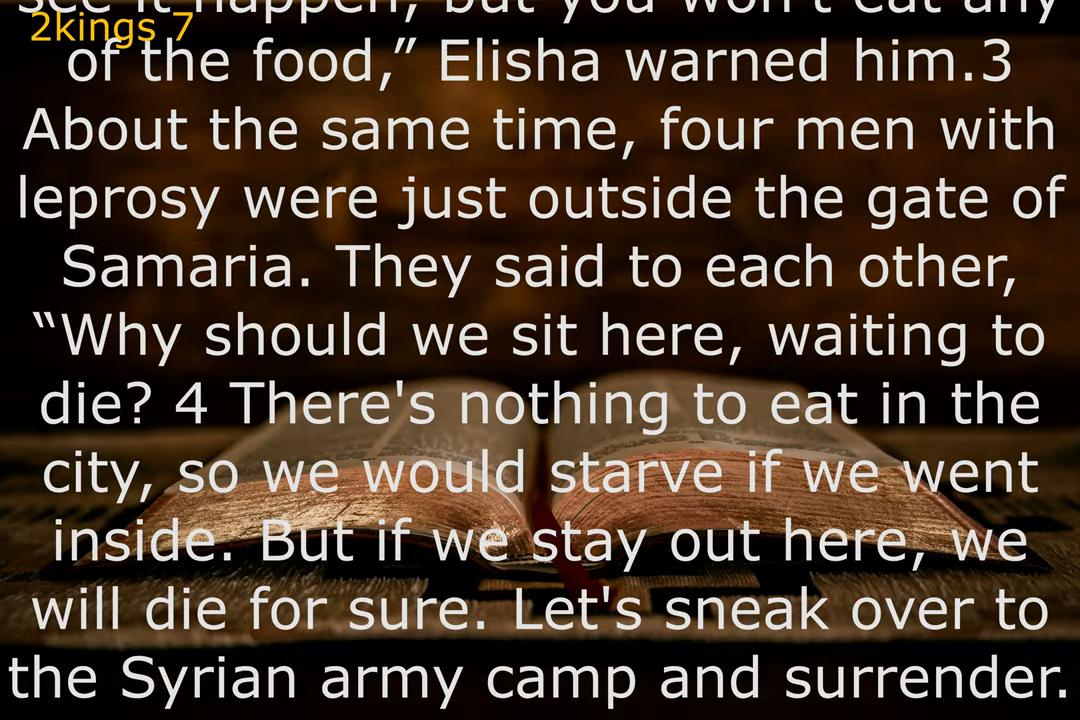 see it happen, but you won't eat any
2kings 7
of the food,” Elisha warned him.3
About the same time, four men with
leprosy were just outside the gate of
Samaria. They said to each other,
“Why should we sit here, waiting to
die? 4 There's nothing to eat in the
city, so we would starve if we went
inside. But if we stay out here, we
will die for sure. Let's sneak over to
the Syrian army camp and surrender.